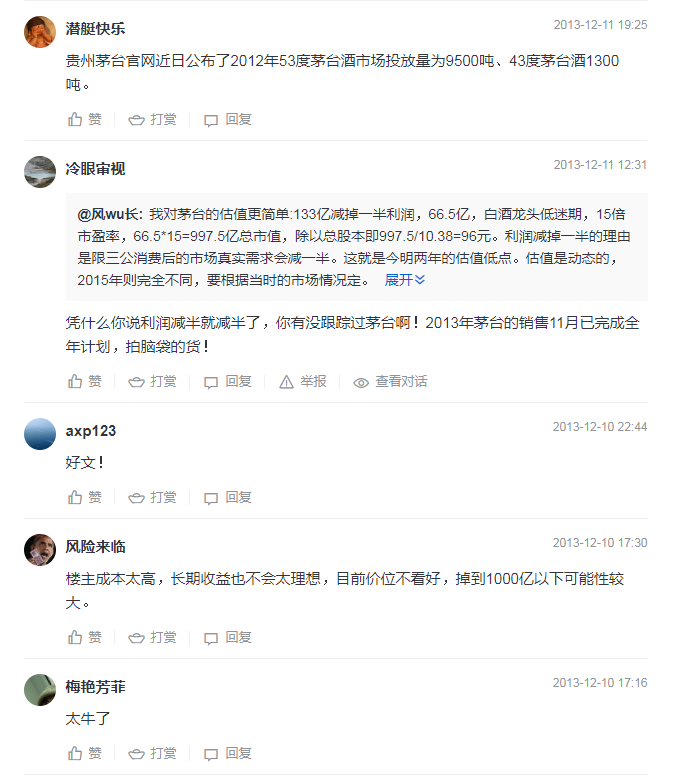 潜艇快乐
2013-12-11 19:25
贵州茅台官网近日公布了2012年53度茅台酒市场投放量为9500吨、43度茅台酒1300
吨。
赞 打赏 回复
冷眼审视
2013-12-11 12:31
@风wu长: 我对茅台的估值更简单:133亿减掉一半利润，66.5亿，白酒龙头低迷期，15倍
市盈率，66.5*15=997.5亿总市值，除以总股本即997.5/10.38=96元。利润减掉一半的理由
是限三公消费后的市场真实需求会减一半。这就是今明两年的估值低点。估值是动态的，
2015年则完全不同，要根据当时的市场情况定。 展开
凭什么你说利润减半就减半了，你有没跟踪过茅台啊！2013年茅台的销售11月已完成全
年计划，拍脑袋的货！
赞 打赏 回复 举报 查看对话
axp123
2013-12-10 22:44
好文！
赞 打赏 回复
风险来临
2013-12-10 17:30
楼主成本太高，长期收益也不会太理想，目前价位不看好，掉到1000亿以下可能性较
大。
赞 打赏 回复
梅艳芳菲
2013-12-10 17:16
太牛了
赞 打赏 回复